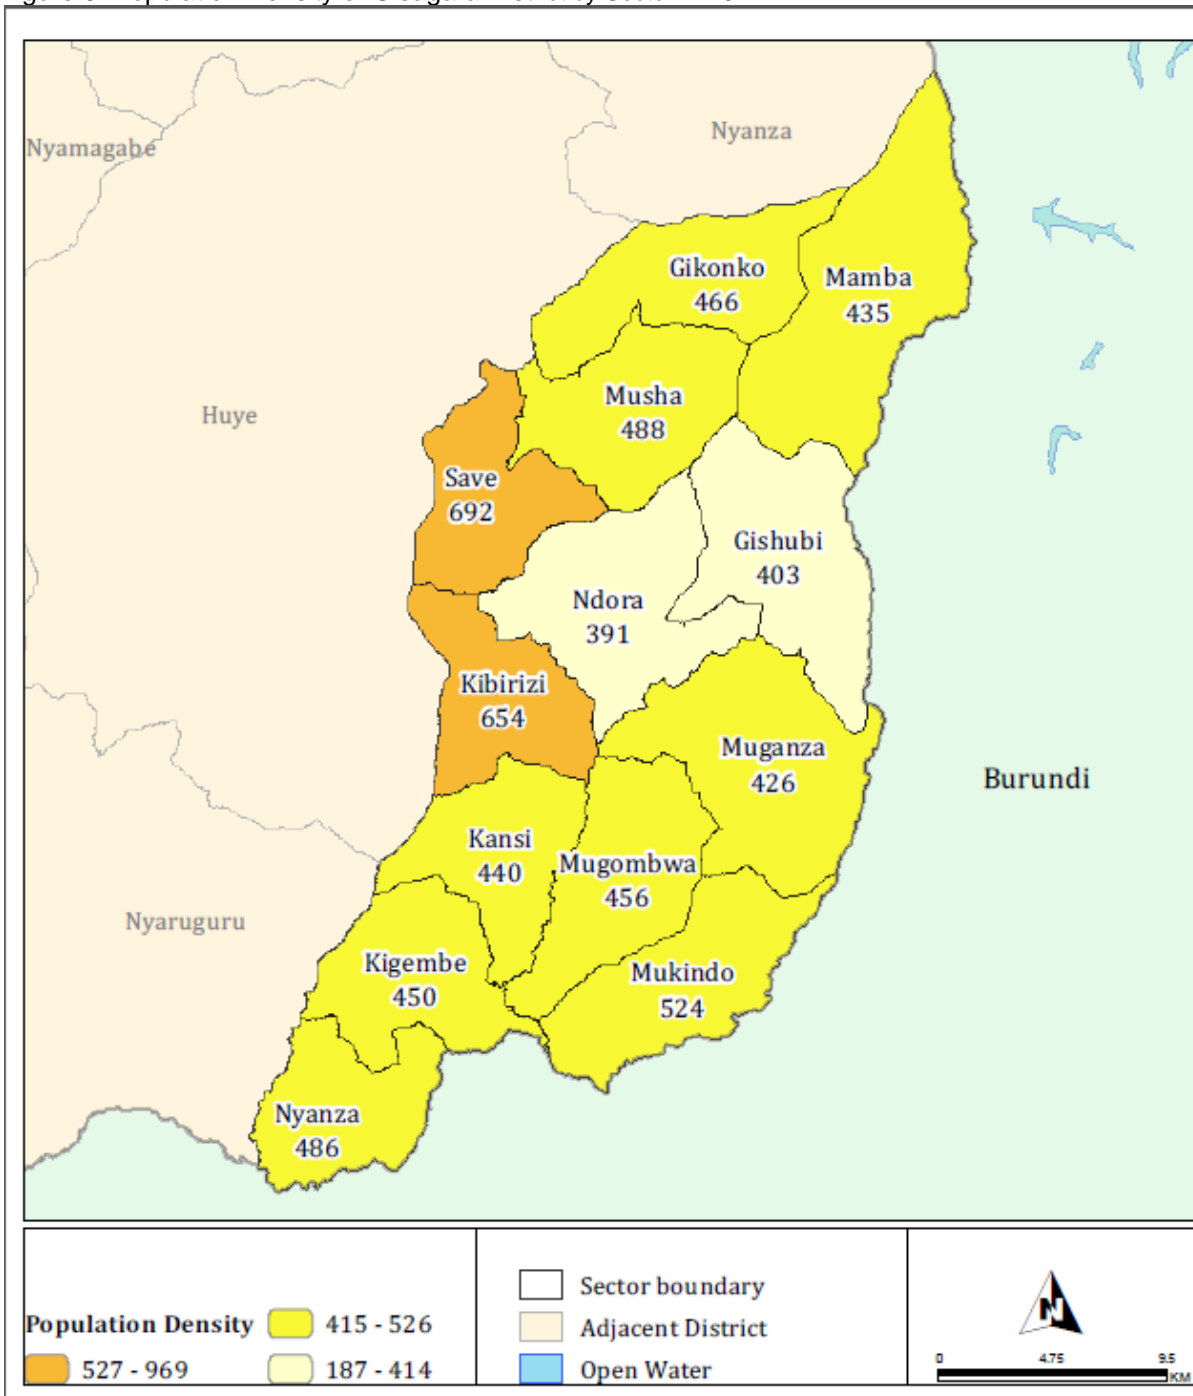 Nyamagabe
Nyanza
Gikonko
466
Mamba
435
Huye
Musha
488
Save
692
Gishubi
403
Ndora
391
Kibirizi
654
Muganza
426
Burundi
Kansi
440
Mugombwa
456
Nyaruguru
Kigembe
450
Mukindo
524
Nyanza
486
Population Density
415 - 526
527 - 969
187 - 414
Sector boundary
Adjacent District
Open Water
N
0 4.75 9.5
KM